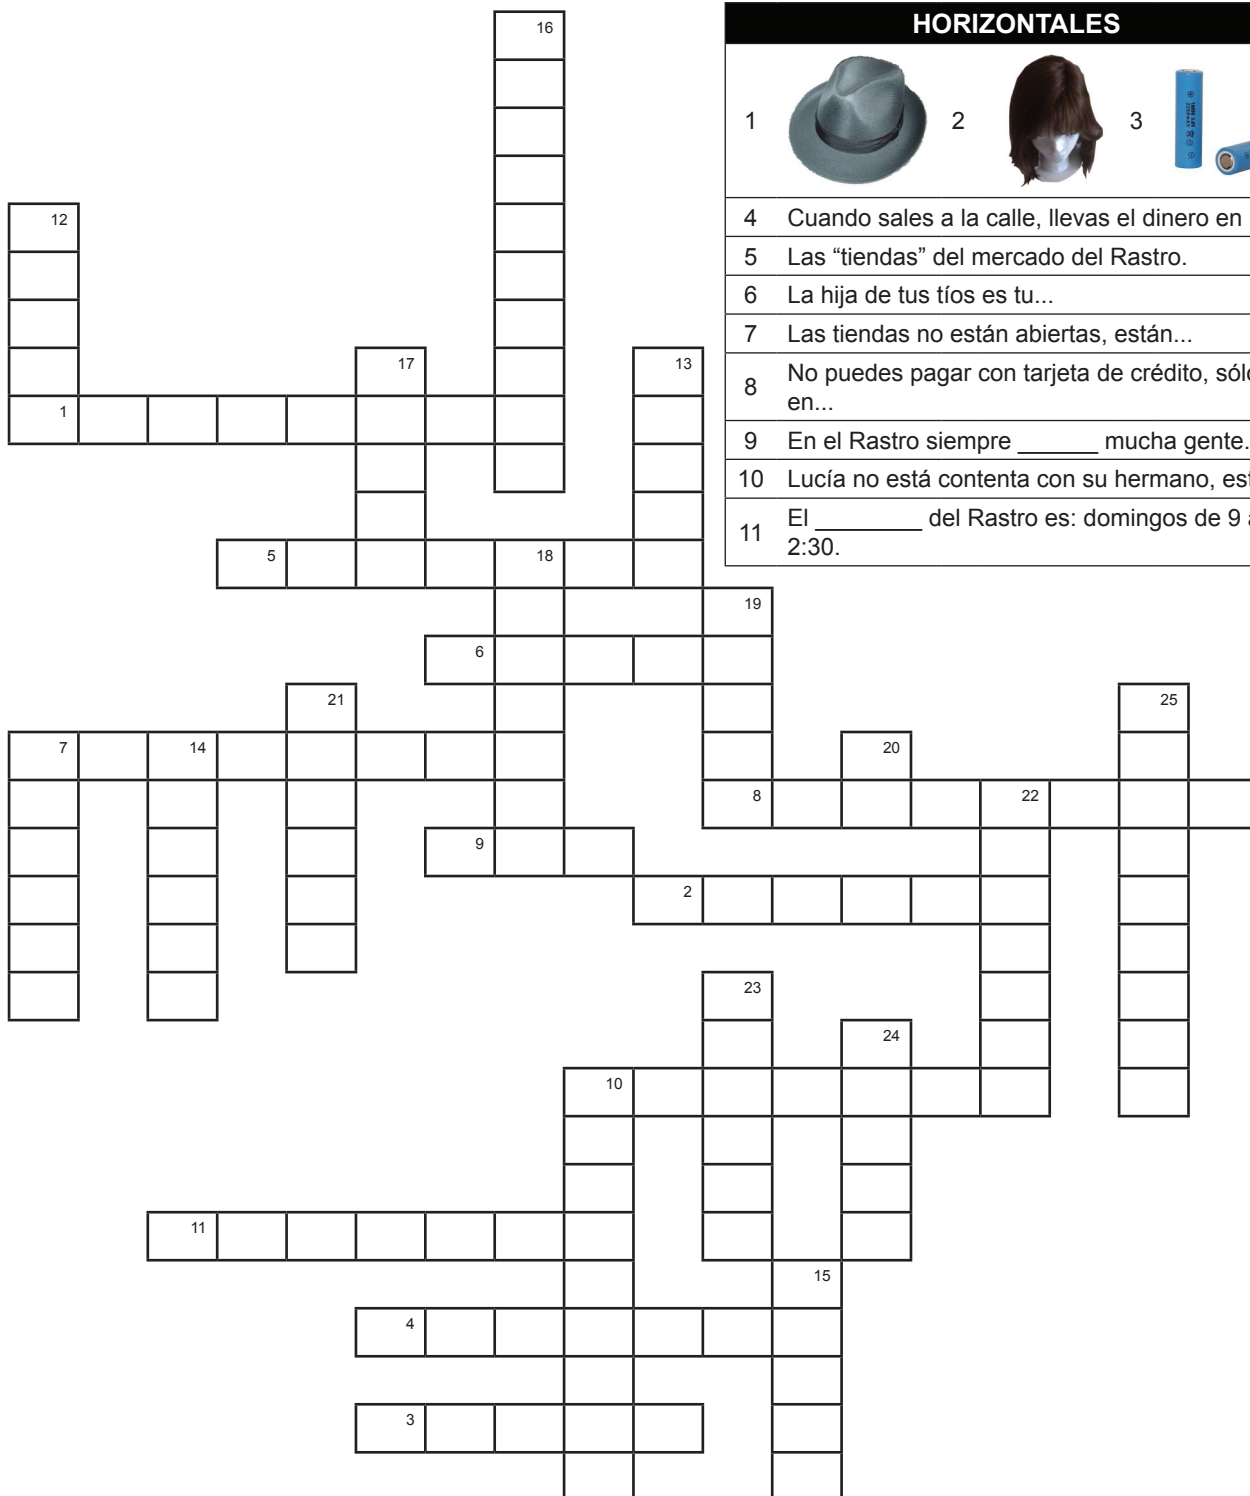 HORIZONTALES
1 2 3
4 Cuando sales a la calle, llevas el dinero en
5 Las “tiendas” del mercado del Rastro.
6 La hija de tus tíos es tu...
7 Las tiendas no están abiertas, están...
8 No puedes pagar con tarjeta de crédito,
en...
9 En el Rastro siempre ______ mucha gente.
10 Lucía no está contenta con su hermano,
11 El ________ del Rastro es: domingos de 9
2:30.
16
12
17 13
1
5 18
19
6
21 25
7 14 20
8 22
9
2
23
24
10
11
15
4
3